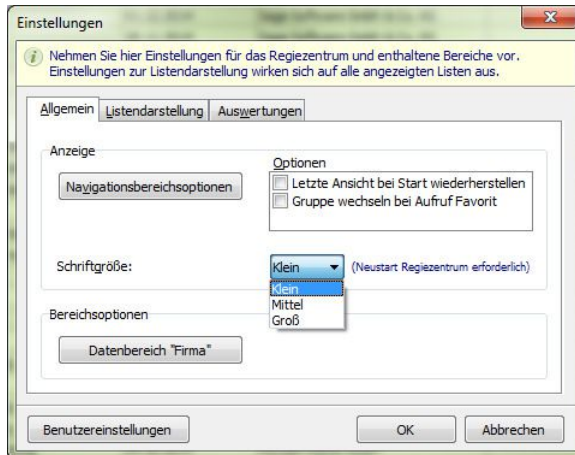 Einstellungen
Nehmen Sie hier Einstellungen für das Regiezentrum und enthaltene Bereiche vor.
Einstellungen zur Listendarstellung wirken sich auf alle angezeigten Listen aus.
Allgemein Listendarstellung Auswertungen
Anzeige
Optionen
Navigationsbereichsoptionen
Letzte Ansicht bei Start wiederherstellen
Gruppe wechseln bei Aufruf Favorit
Schriftgröße: Klein (Neustart Regiezentrum erforderlich)
Klein
Mittel
Groß
Bereichsoptionen
Datenbereich "Firma"
Benutzereinstellungen OK Abbrechen